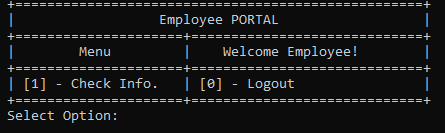 Employee PORTAL
Menu | Welcome Employee!
[1] - Check Info. | [0] - Logout
Select Option: